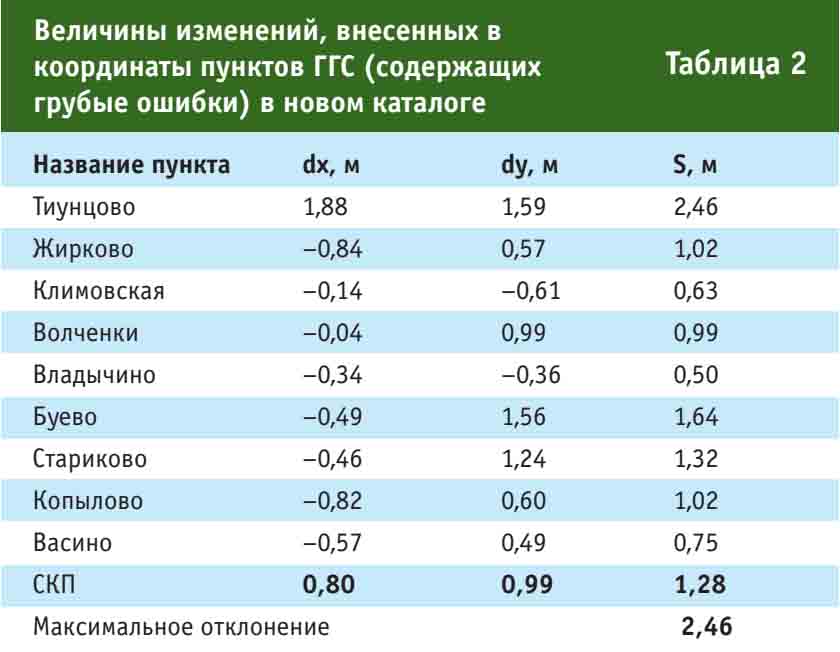 Величины изменений, внесенных в
координаты пунктов ГГС (содержащих
грубые ошибки) в новом каталоге
Таблица 2
Название пункта dx, м dy, м S, м
Тиунцово 1,88 1,59 2,46
Жирково –0,84 0,57 1,02
Климовская –0,14 –0,61 0,63
Волченки –0,04 0,99 0,99
Владычино –0,34 –0,36 0,50
Буево –0,49 1,56 1,64
Стариково –0,46 1,24 1,32
Копылово –0,82 0,60 1,02
Васино –0,57 0,49 0,75
СКП 0,80 0,99 1,28
Максимальное отклонение 2,46